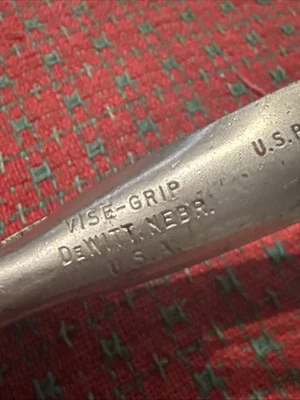 VISE-GRIP
DEWITT, NEBR.
U.S.A.
U.S.P